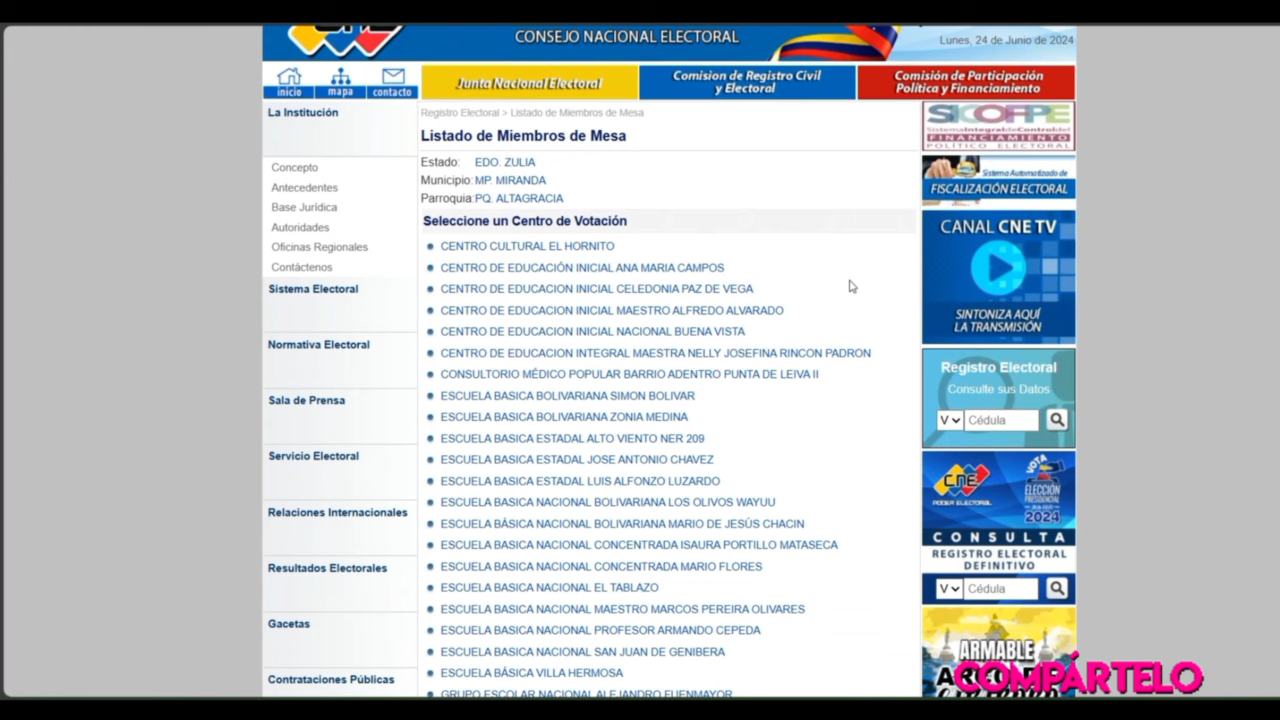 CNE
CONSEJO NACIONAL ELECTORAL
Lunes, 24 de Junio de 2024
inicio
mapa
contacto
Junta Nacional Electoral
Comision de Registro Civil
y Electoral
Comisión de Participación
Política y Financiamiento
La Institución
Concepto
Antecedentes
Base Jurídica
Autoridades
Oficinas Regionales
Contáctenos
Sistema Electoral
Normativa Electoral
Sala de Prensa
Servicio Electoral
Relaciones Internacionales
Resultados Electorales
Gacetas
Contrataciones Públicas
Registro Electoral > Listado de Miembros de Mesa
Listado de Miembros de Mesa
Estado: EDO. ZULIA
Municipio: MP. MIRANDA
Parroquia: PQ. ALTAGRACIA
Seleccione un Centro de Votación
CENTRO CULTURAL EL HORNITO
CENTRO DE EDUCACIÓN INICIAL ANA MARIA CAMPOS
CENTRO DE EDUCACION INICIAL CELEDONIA PAZ DE VEGA
CENTRO DE EDUCACION INICIAL MAESTRO ALFREDO ALVARADO
CENTRO DE EDUCACION INICIAL NACIONAL BUENA VISTA
CENTRO DE EDUCACION INTEGRAL MAESTRA NELLY JOSEFINA RINCON PADRON
CONSULTORIO MÉDICO POPULAR BARRIO ADENTRO PUNTA DE LEIVA II
ESCUELA BASICA BOLIVARIANA SIMON BOLIVAR
ESCUELA BASICA BOLIVARIANA ZONIA MEDINA
ESCUELA BASICA ESTADAL ALTO VIENTO NER 209
ESCUELA BASICA ESTADAL JOSE ANTONIO CHAVEZ
ESCUELA BASICA ESTADAL LUIS ALFONZO LUZARDO
ESCUELA BASICA NACIONAL BOLIVARIANA LOS OLIVOS WAYUU
ESCUELA BÁSICA NACIONAL BOLIVARIANA MARIO DE JESÚS CHACIN
ESCUELA BASICA NACIONAL CONCENTRADA ISAURA PORTILLO MATASECA
ESCUELA BASICA NACIONAL CONCENTRADA MARIO FLORES
ESCUELA BASICA NACIONAL EL TABLAZO
ESCUELA BASICA NACIONAL MAESTRO MARCOS PEREIRA OLIVARES
ESCUELA BASICA NACIONAL PROFESOR ARMANDO CEPEDA
ESCUELA BASICA NACIONAL SAN JUAN DE GENIBERA
ESCUELA BÁSICA VILLA HERMOSA
GRUPO ESCOLAR NACIONAL ALEJANDRO FUENMAYOR
SICOFPE
Sistema Integral de Control del
FINANCIAMIENTO
POLÍTICO ELECTORAL
Sistema Automatizado de
FISCALIZACIÓN ELECTORAL
CANAL CNE TV
SINTONIZA AQUÍ
LA TRANSMISIÓN
Registro Electoral
Consulte sus Datos
V Cédula
CNE
PODER ELECTORAL
VOTA
ELECCIÓN
PRESIDENCIAL
2024
CONSULTA
REGISTRO ELECTORAL
DEFINITIVO
V Cédula
ARMABLE
COMPÁRTELO